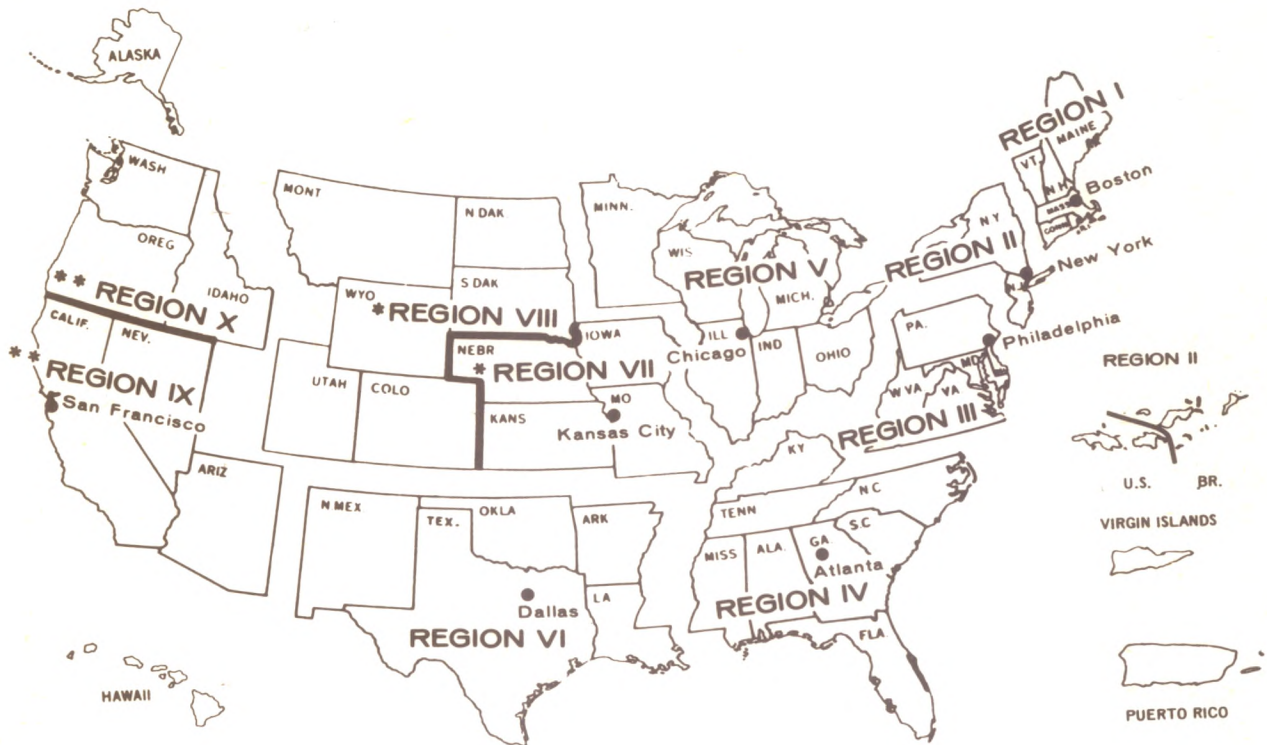 ALASKA
REGION I
MAINE
WASH
VT.
N H
Boston
MONT
MINN.
MASS
N DAK
CONN.
N.Y
OREG
WIS
REGION II
New York
REGION V
** REGION X
IDAHO
S DAK
N.J.
WYO
MICH.
*REGION VIII
CALIF.
NEV.
PA.
IOWA
ILL
Philadelphia
**
NEBR
Chicago
IND
OHIO
MD
REGION II
REGION IX
* REGION VII
W VA
VA
UTAH
COLO
San Francisco
MO
KANS
Kansas City
REGION III
KY
ARIZ
U.S. BR.
N C
N MEX
TENN
OKLA
VIRGIN ISLANDS
TEX.
ARK
S.C
GA
MISS
ALA.
Atlanta
LA
Dallas
REGION IV
REGION VI
FLA.
HAWAII
PUERTO RICO